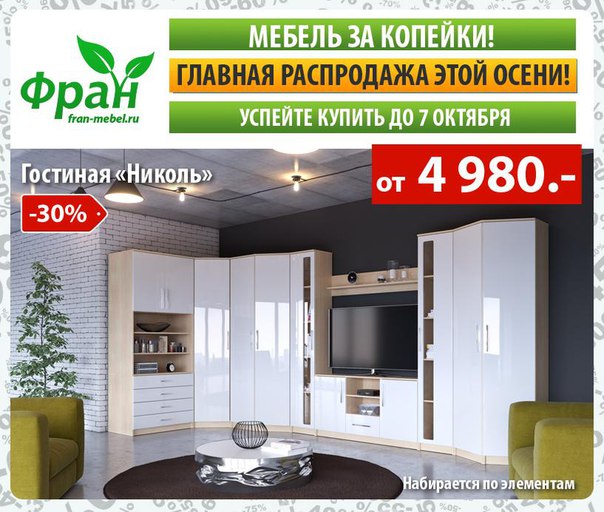 Фран
fran-mebel.ru
МЕБЕЛЬ ЗА КОПЕЙКИ!
ГЛАВНАЯ РАСПРОДАЖА ЭТОЙ ОСЕНИ!
УСПЕЙТЕ КУПИТЬ ДО 7 ОКТЯБРЯ
Гостиная «Николь»
-30%
от 4 980.-
Набирается по элементам